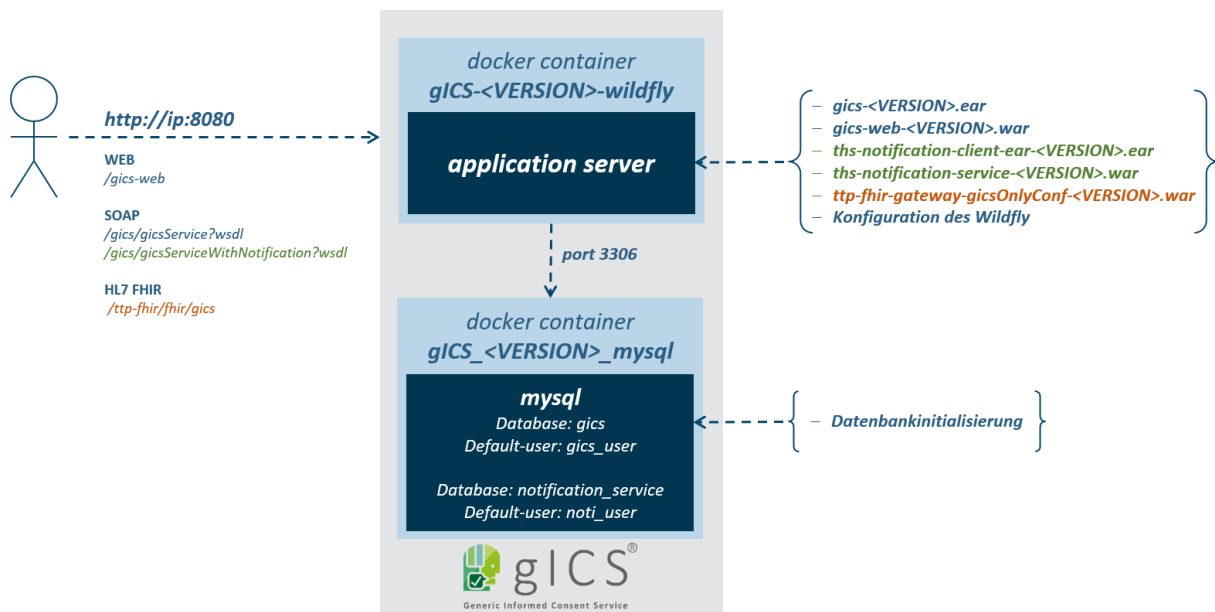 http://ip:8080
WEB
/gics-web
SOAP
/gics/gicsService?wsdl
/gics/gicsServiceWithNotification?wsdl
HL7 FHIR
/ttp-fhir/fhir/gics
docker container
gICS-<VERSION>-wildfly
application server
port 3306
docker container
gICS_<VERSION>_mysql
mysql
Database: gics
Default-user: gics_user
Database: notification_service
Default-user: noti_user
gICS®
Generic Informed Consent Service
– gics-<VERSION>.ear
– gics-web-<VERSION>.war
– ths-notification-client-ear-<VERSION>.ear
– ths-notification-service-<VERSION>.war
– ttp-fhir-gateway-gicsOnlyConf-<VERSION>.war
– Konfiguration des Wildfly
– Datenbankinitialisierung